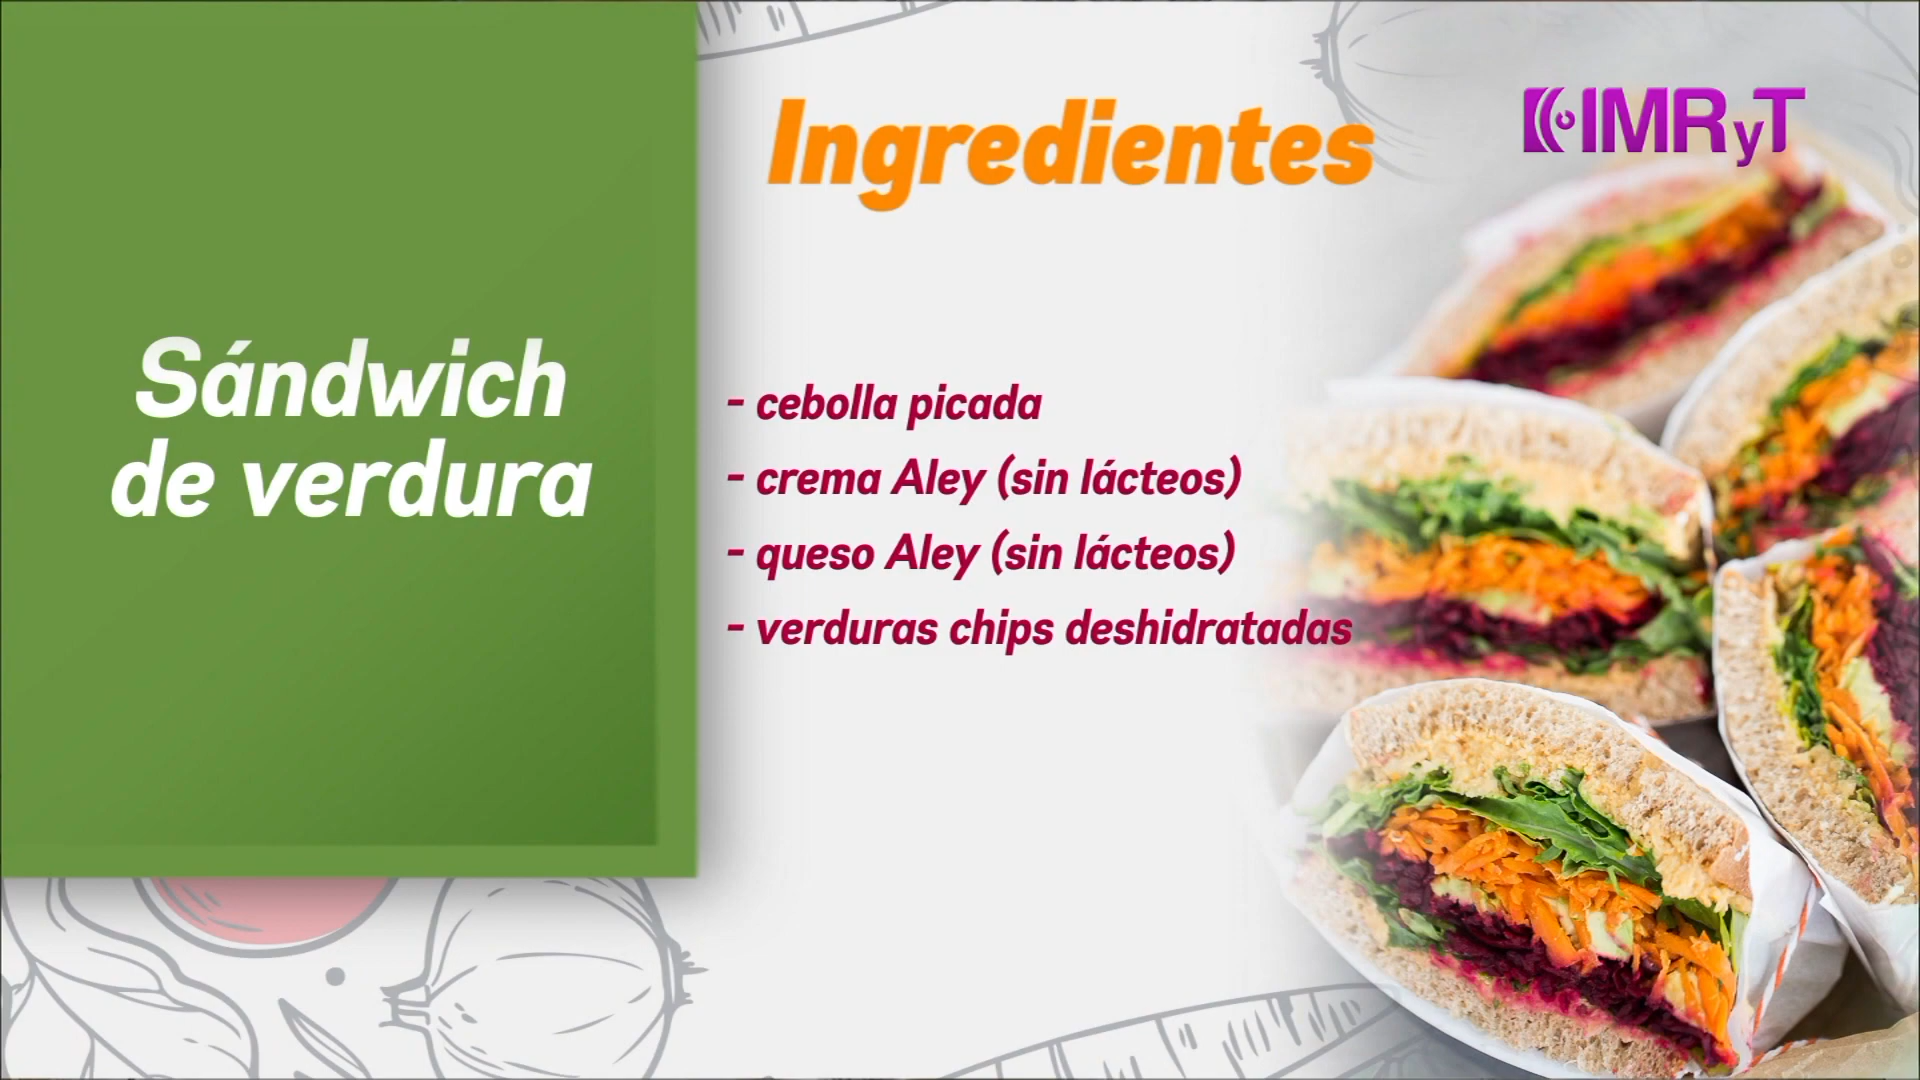 Sándwich
de verdura
Ingredientes
- cebolla picada
- crema Aley (sin lácteos)
- queso Aley (sin lácteos)
- verduras chips deshidratadas
IMRyT